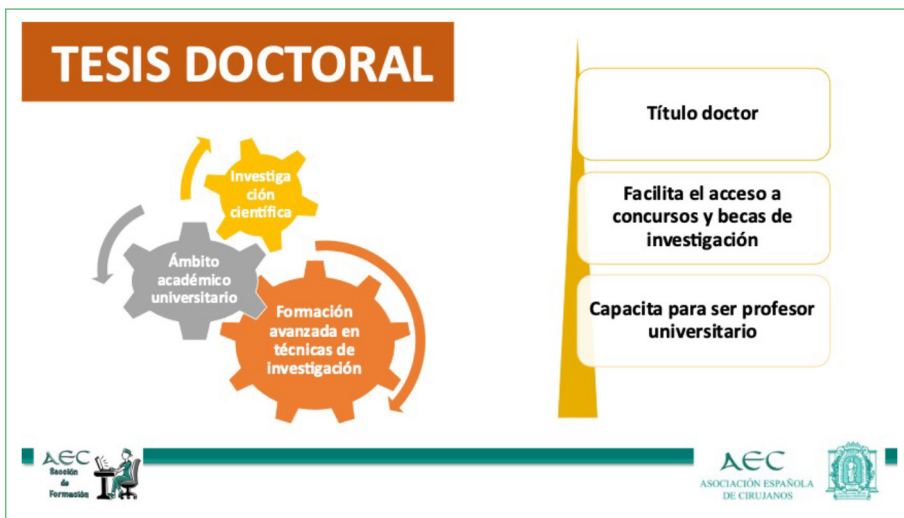 TESIS DOCTORAL
Investiga
ción
científica
Ámbito
académico
universitario
Formación
avanzada en
técnicas de
investigación
Título doctor
Facilita el acceso a
concursos y becas de
investigación
Capacita para ser profesor
universitario
AEC
Sección
de
Formación
AEC
ASOCIACIÓN ESPAÑOLA
DE CIRUJANOS